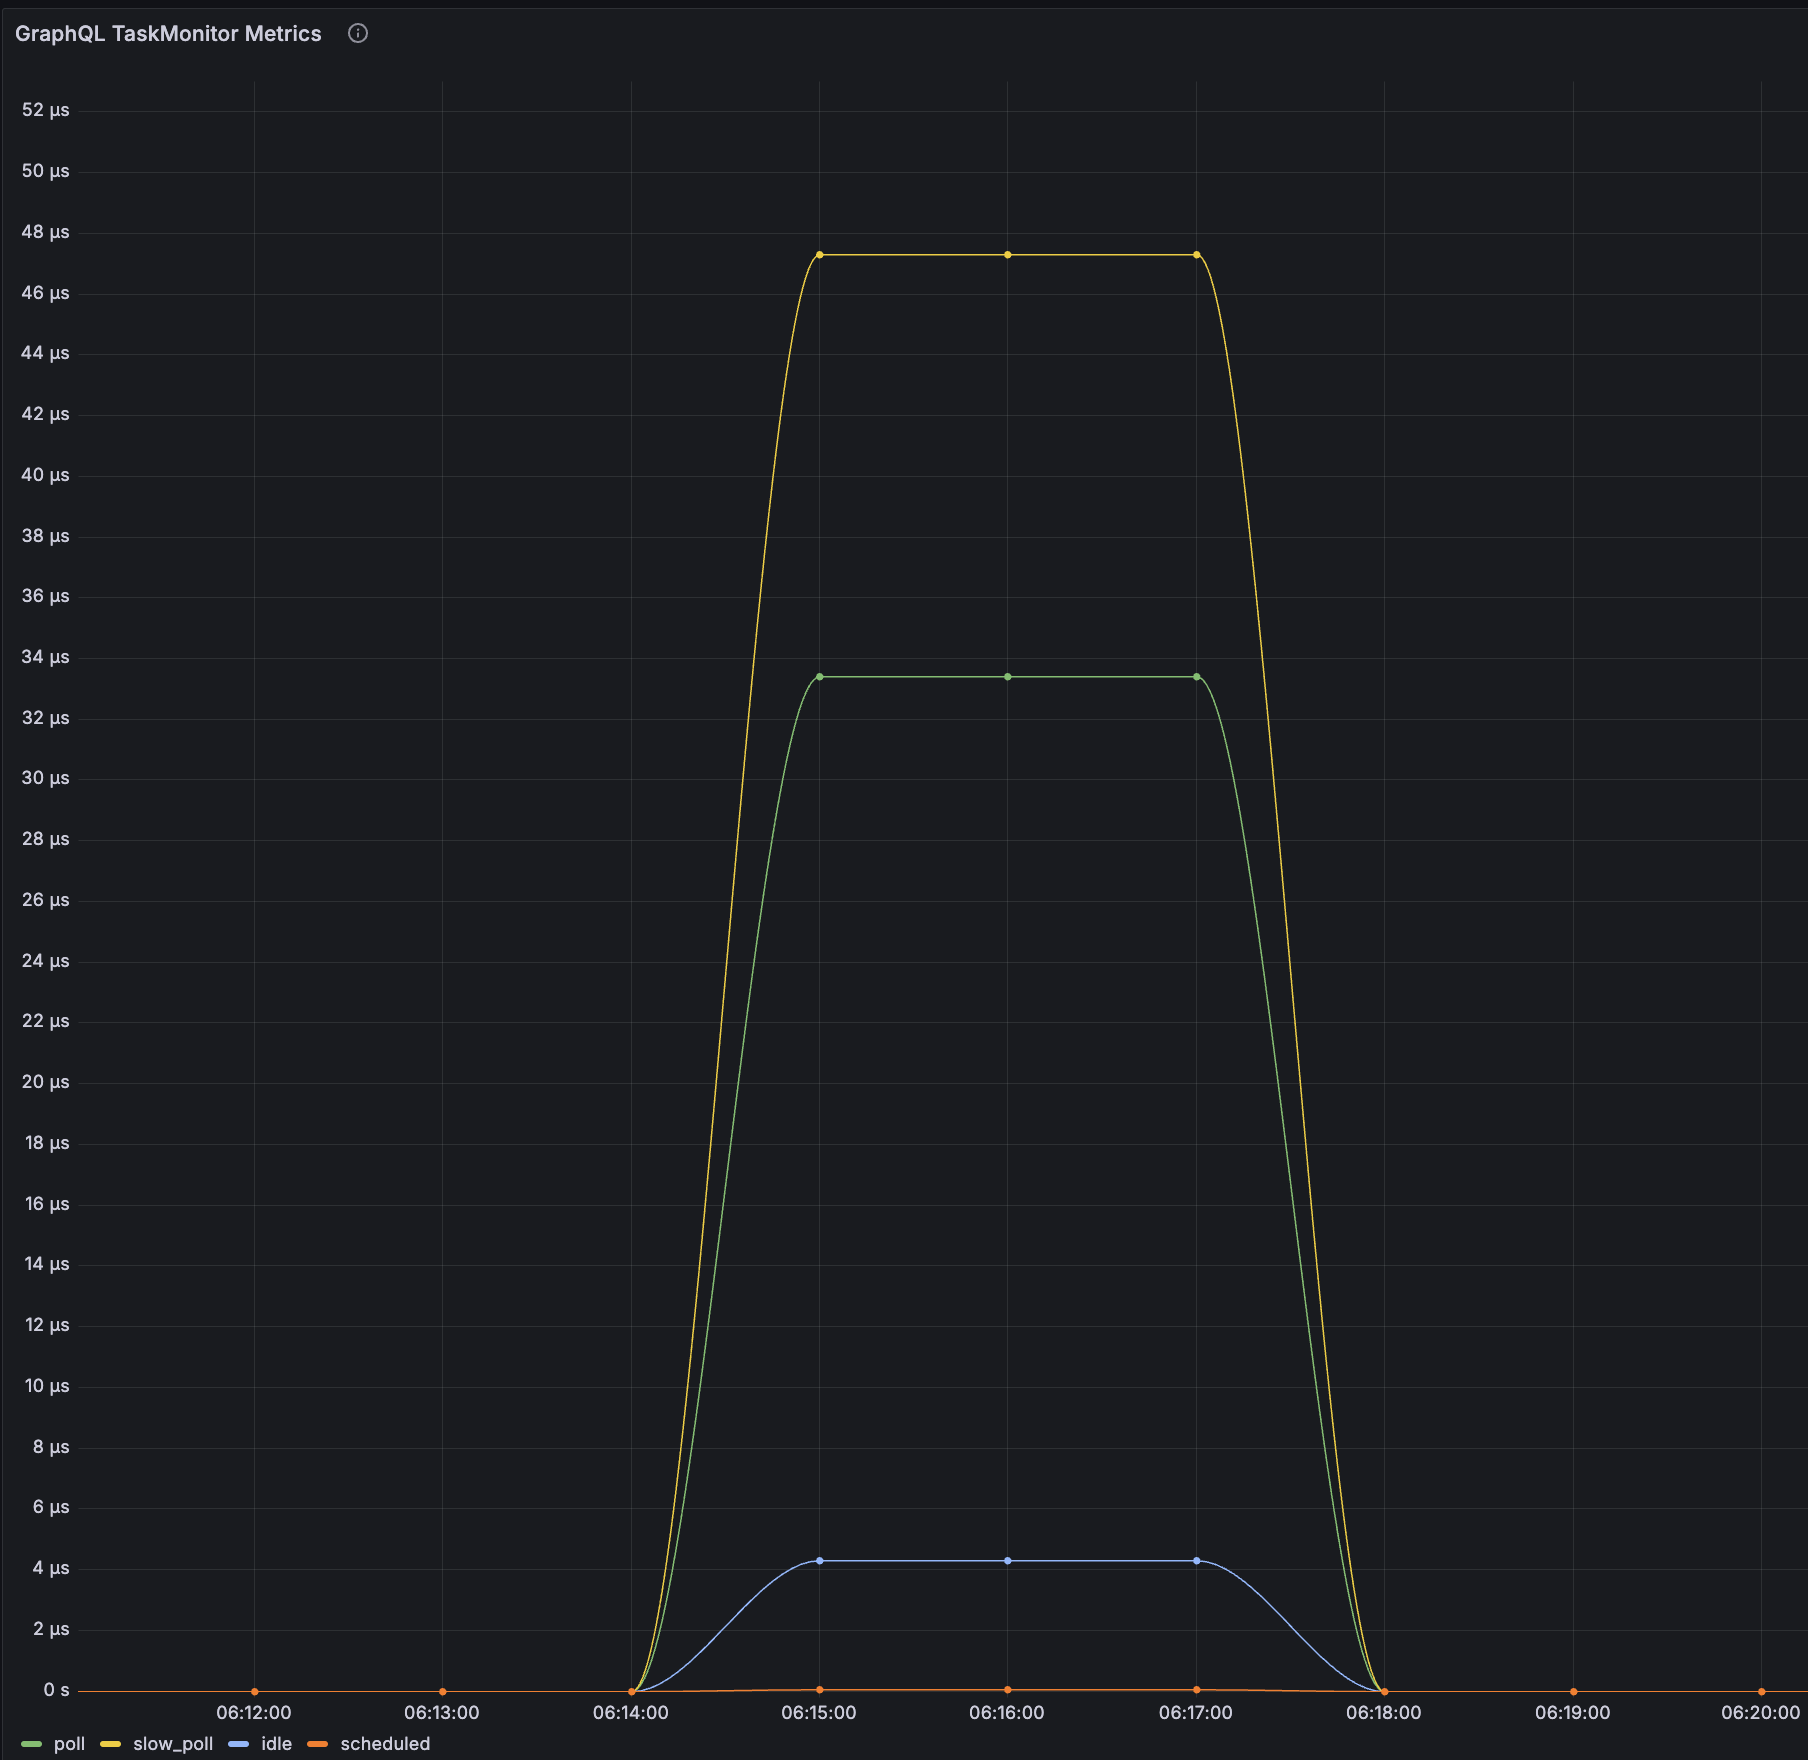 GraphQL TaskMonitor Metrics
52 µs
50 µs
48 µs
46 µs
44 µs
42 µs
40 µs
38 µs
36 µs
34 µs
32 µs
30 µs
28 µs
26 µs
24 µs
22 µs
20 µs
18 µs
16 µs
14 µs
12 µs
10 µs
8 µs
6 µs
4 µs
2 µs
0 s
06:12:00 06:13:00 06:14:00 06:15:00 06:16:00 06:17:00 06:18:00 06:19:00 06:20:00
poll slow_poll idle scheduled